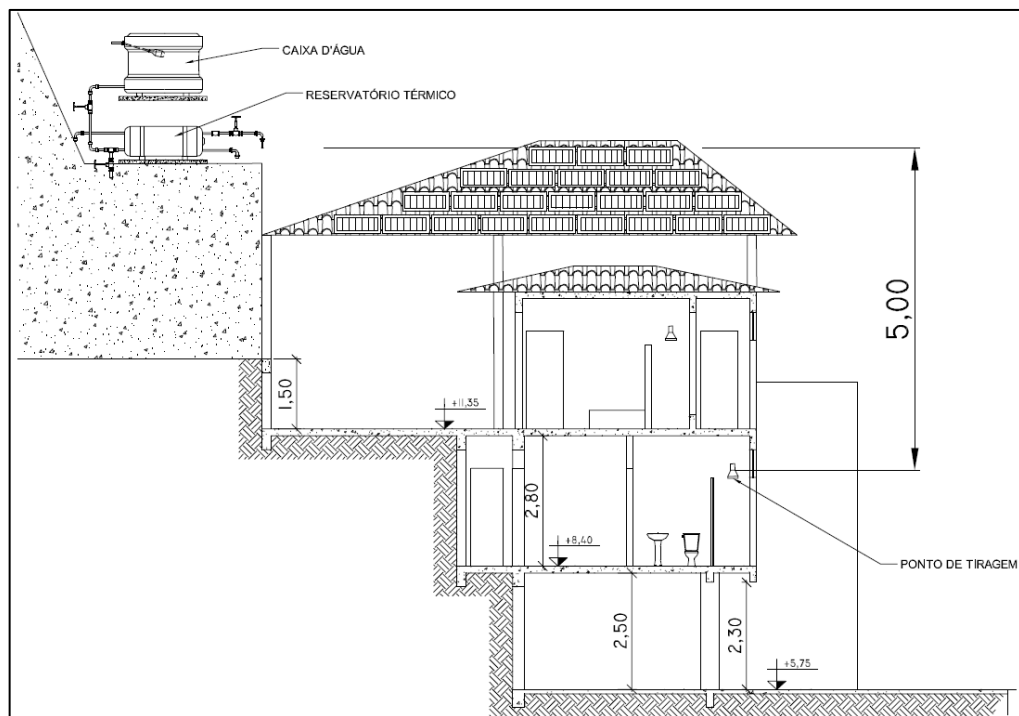 CAIXA D'ÁGUA
RESERVATÓRIO TÉRMICO
5,00
1,50
+11,35
2,80
+8,40
PONTO DE TIRAGEM
2,50
2,30
+5,75